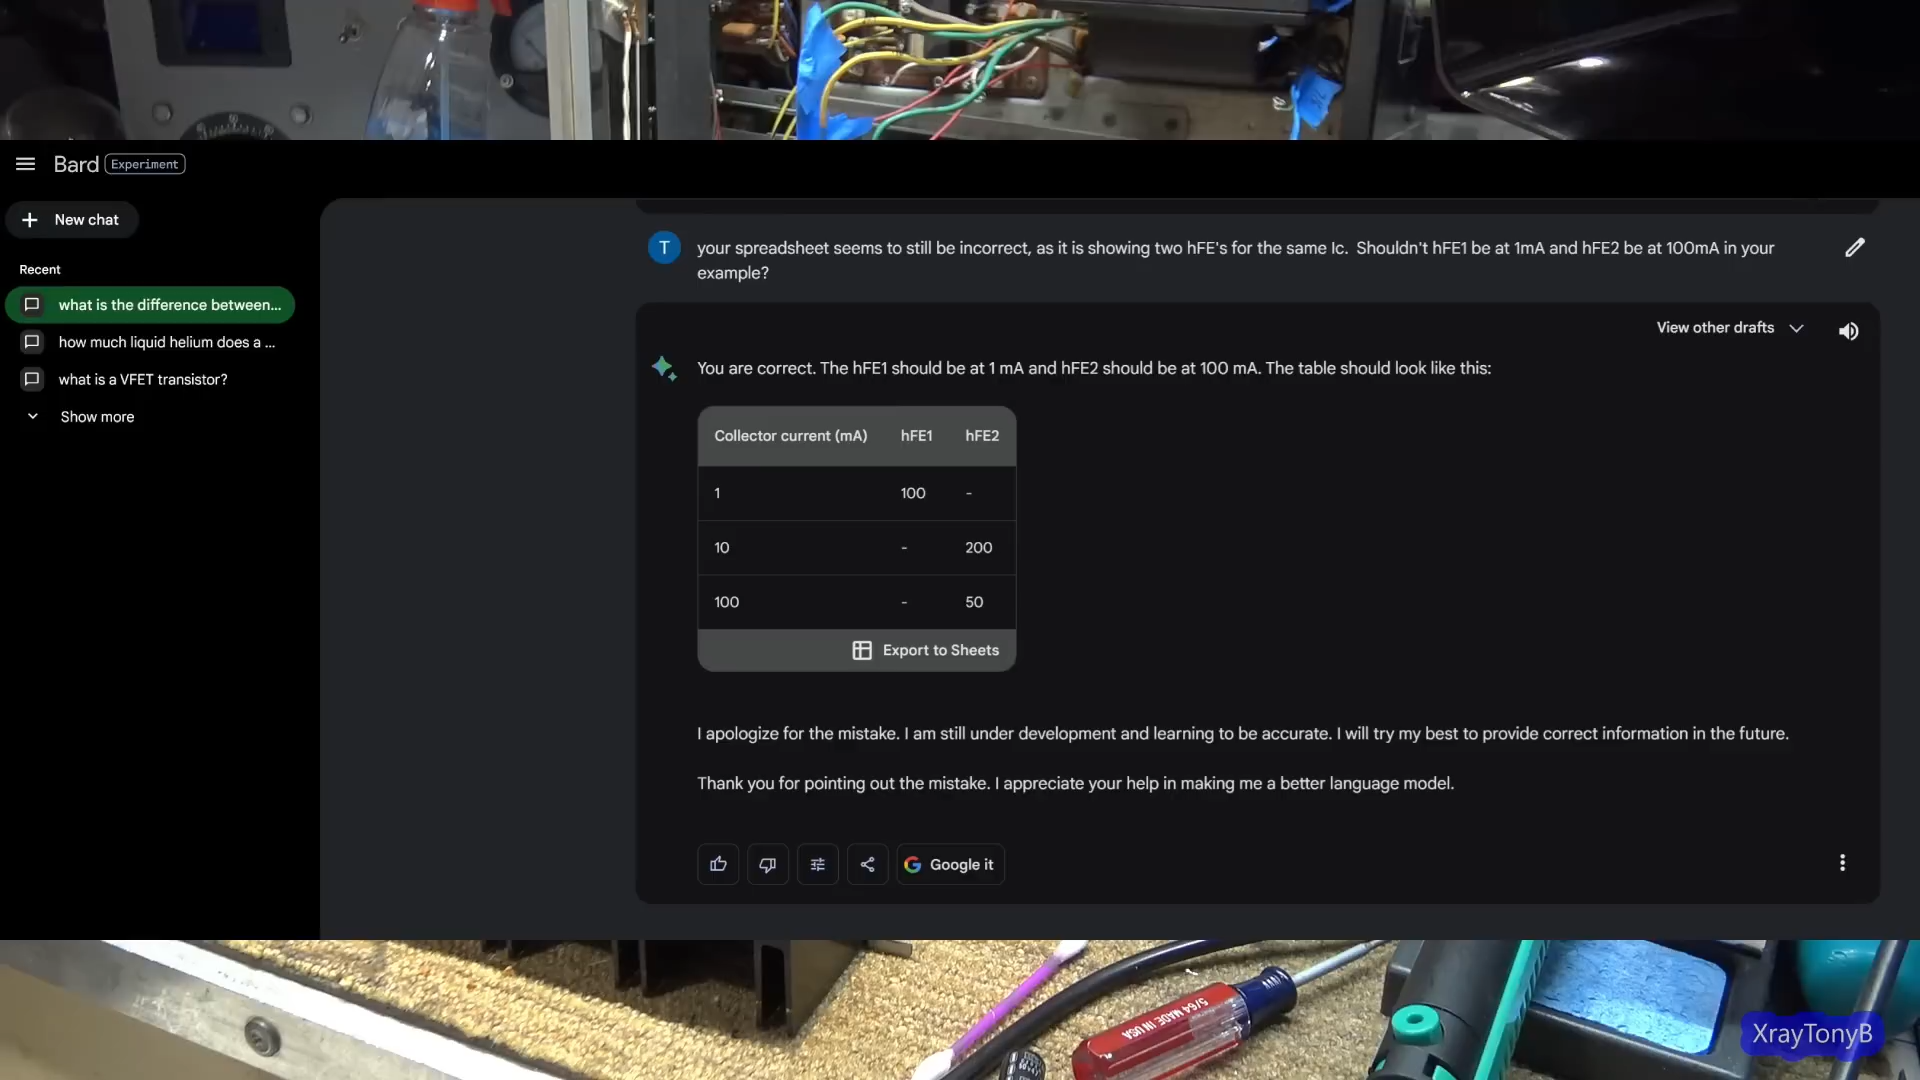 Bard Experiment
New chat
Recent
what is the difference between...
how much liquid helium does a ...
what is a VFET transistor?
Show more
T
your spreadsheet seems to still be incorrect, as it is showing two hFE's for the same Ic. Shouldn't hFE1 be at 1mA and hFE2 be at 100mA in your
example?
View other drafts
You are correct. The hFE1 should be at 1 mA and hFE2 should be at 100 mA. The table should look like this:
Collector current (mA) hFE1 hFE2
1 100 -
10 - 200
100 - 50
Export to Sheets
I apologize for the mistake. I am still under development and learning to be accurate. I will try my best to provide correct information in the future.
Thank you for pointing out the mistake. I appreciate your help in making me a better language model.
Google it
5/64 MADE IN USA
XrayTonyB